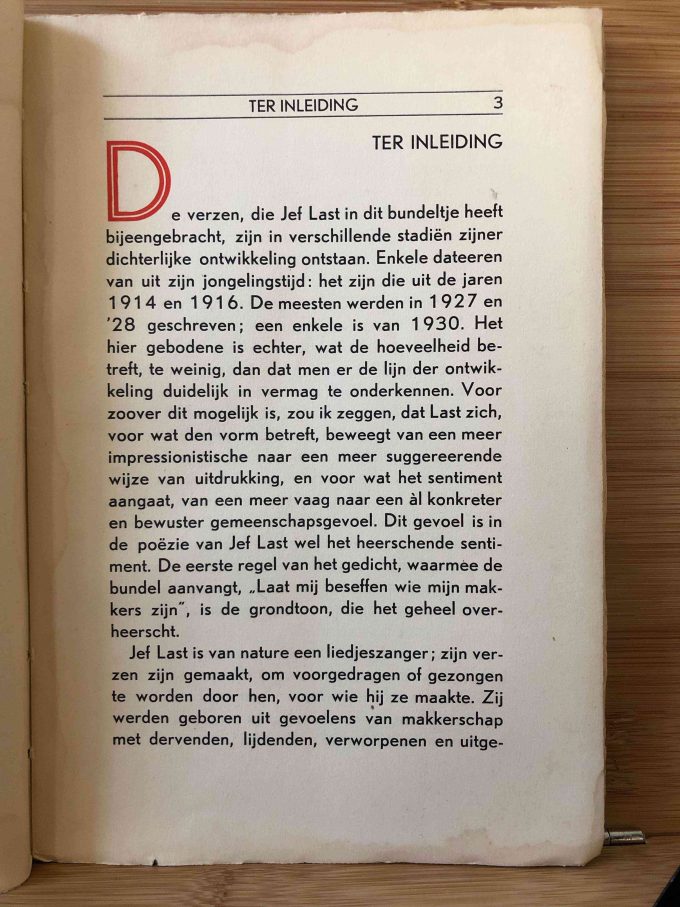 TER INLEIDING 3
TER INLEIDING
De verzen, die Jef Last in dit bundeltje heeft
bijeengebracht, zijn in verschillende stadiën zijner
dichterlijke ontwikkeling ontstaan. Enkele dateeren
van uit zijn jongelingstijd: het zijn die uit de jaren
1914 en 1916. De meesten werden in 1927 en
'28 geschreven; een enkele is van 1930. Het
hier gebodene is echter, wat de hoeveelheid be-
treft, te weinig, dan dat men er de lijn der ontwik-
keling duidelijk in vermag te onderkennen. Voor
zoover dit mogelijk is, zou ik zeggen, dat Last zich,
voor wat den vorm betreft, beweegt van een meer
impressionistische naar een meer suggereerende
wijze van uitdrukking, en voor wat het sentiment
aangaat, van een meer vaag naar een àl konkreter
en bewuster gemeenschapsgevoel. Dit gevoel is in
de poëzie van Jef Last wel het heerschende senti-
ment. De eerste regel van het gedicht, waarmee de
bundel aanvangt, „Laat mij beseffen wie mijn mak-
kers zijn”, is de grondtoon, die het geheel over-
heerscht.
Jef Last is van nature een liedjeszanger; zijn ver-
zen zijn gemaakt, om voorgedragen of gezongen
te worden door hen, voor wie hij ze maakte. Zij
werden geboren uit gevoelens van makkerschap
met dervenden, lijdenden, verworpenen en uitge-